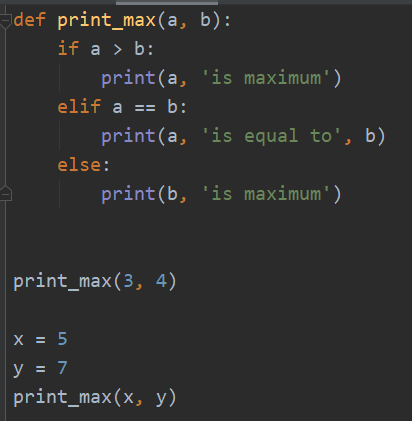 def print_max(a, b):
    if a > b:
        print(a, 'is maximum')
    elif a == b:
        print(a, 'is equal to', b)
    else:
        print(b, 'is maximum')


print_max(3, 4)

x = 5
y = 7
print_max(x, y)